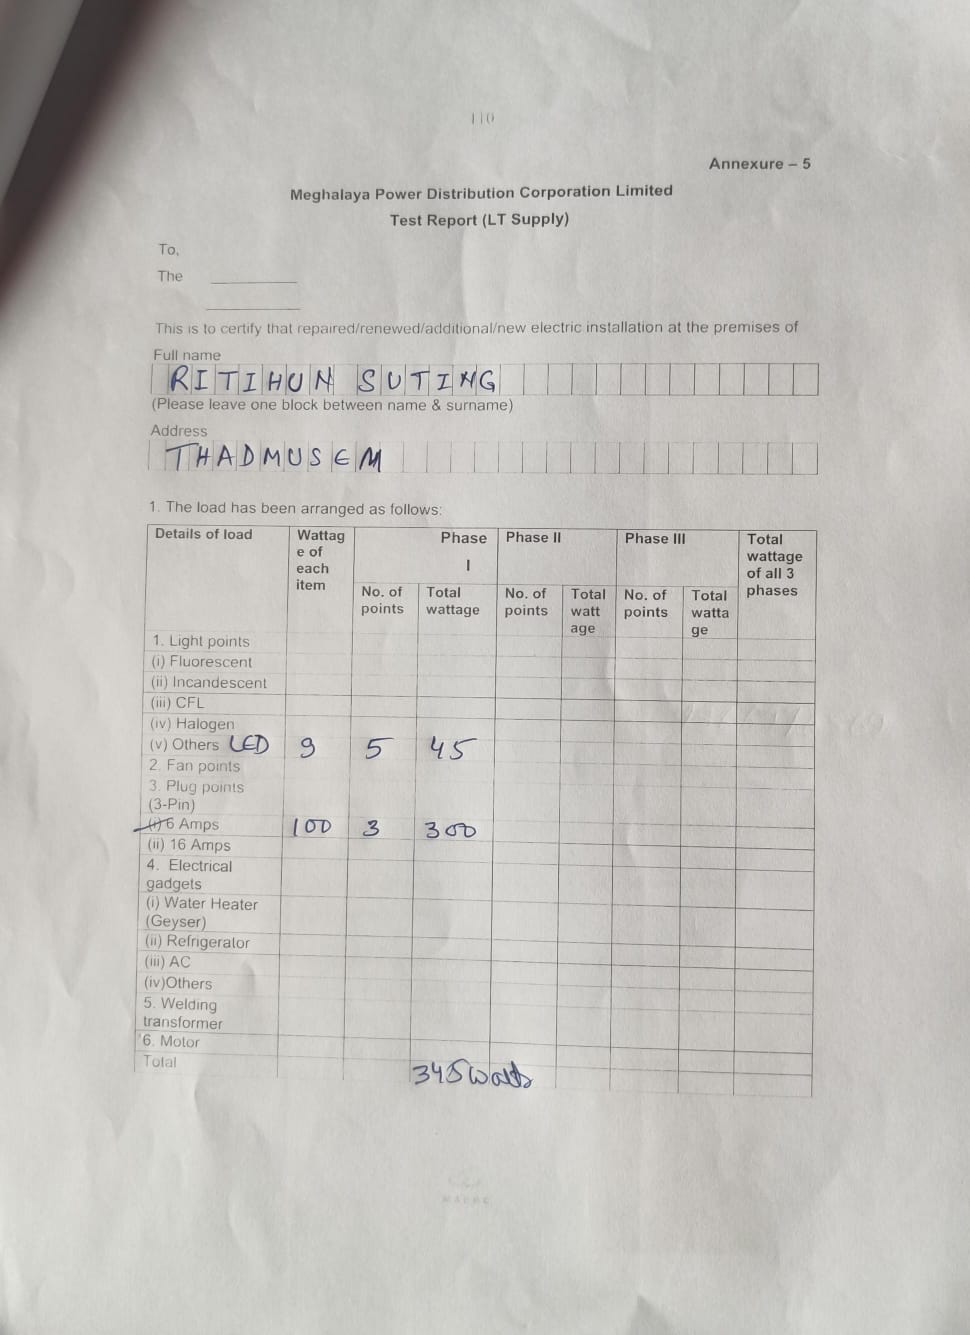 110
Annexure – 5
Meghalaya Power Distribution Corporation Limited
Test Report (LT Supply)
To,
The
This is to certify that repaired/renewed/additional/new electric installation at the premises of
Full name
RITIHUN SUTING
(Please leave one block between name & surname)
Address
THADMUSEM
1. The load has been arranged as follows:
Details of load Wattag e of each item Phase I Phase II Phase III Total wattage of all 3 phases
No. of points Total wattage No. of points Total watt age No. of points Total watta ge
1. Light points
(i) Fluorescent
(ii) Incandescent
(iii) CFL
(iv) Halogen
(v) Others LED 9 5 45
2. Fan points
3. Plug points
(3-Pin)
(i) 6 Amps 100 3 300
(ii) 16 Amps
4. Electrical
gadgets
(i) Water Heater
(Geyser)
(ii) Refrigerator
(iii) AC
(iv)Others
5. Welding
transformer
6. Motor
Total 345 watts